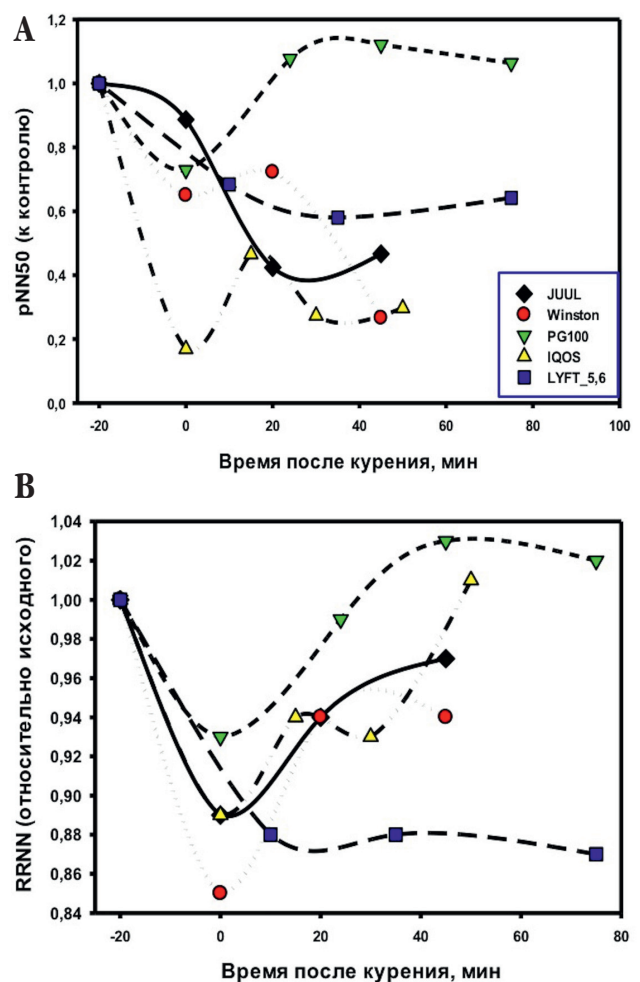 A
pNN50 (к контролю)
1,2
1,0
0,8
0,6
0,4
0,2
0,0
-20 0 20 40 60 80 100
Время после курения, мин
JUUL
Winston
PG100
IQOS
LYFT_5,6
B
RRNN (относительно исходного)
1,04
1,02
1,00
0,98
0,96
0,94
0,92
0,90
0,88
0,86
0,84
-20 0 20 40 60 80
Время после курения, мин